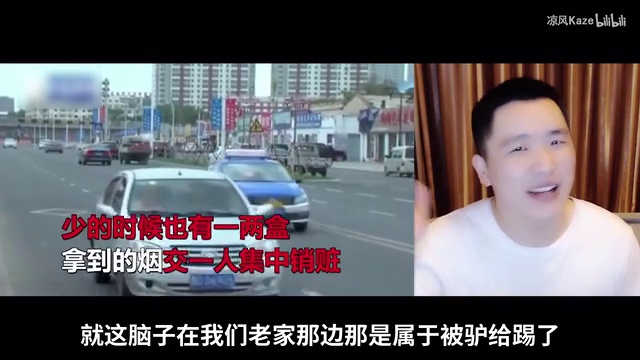 凉风Kaze bilibili
少的时候也有一两盒
拿到的烟交一人集中销赃
就这脑子在我们老家那边那是属于被驴给踢了